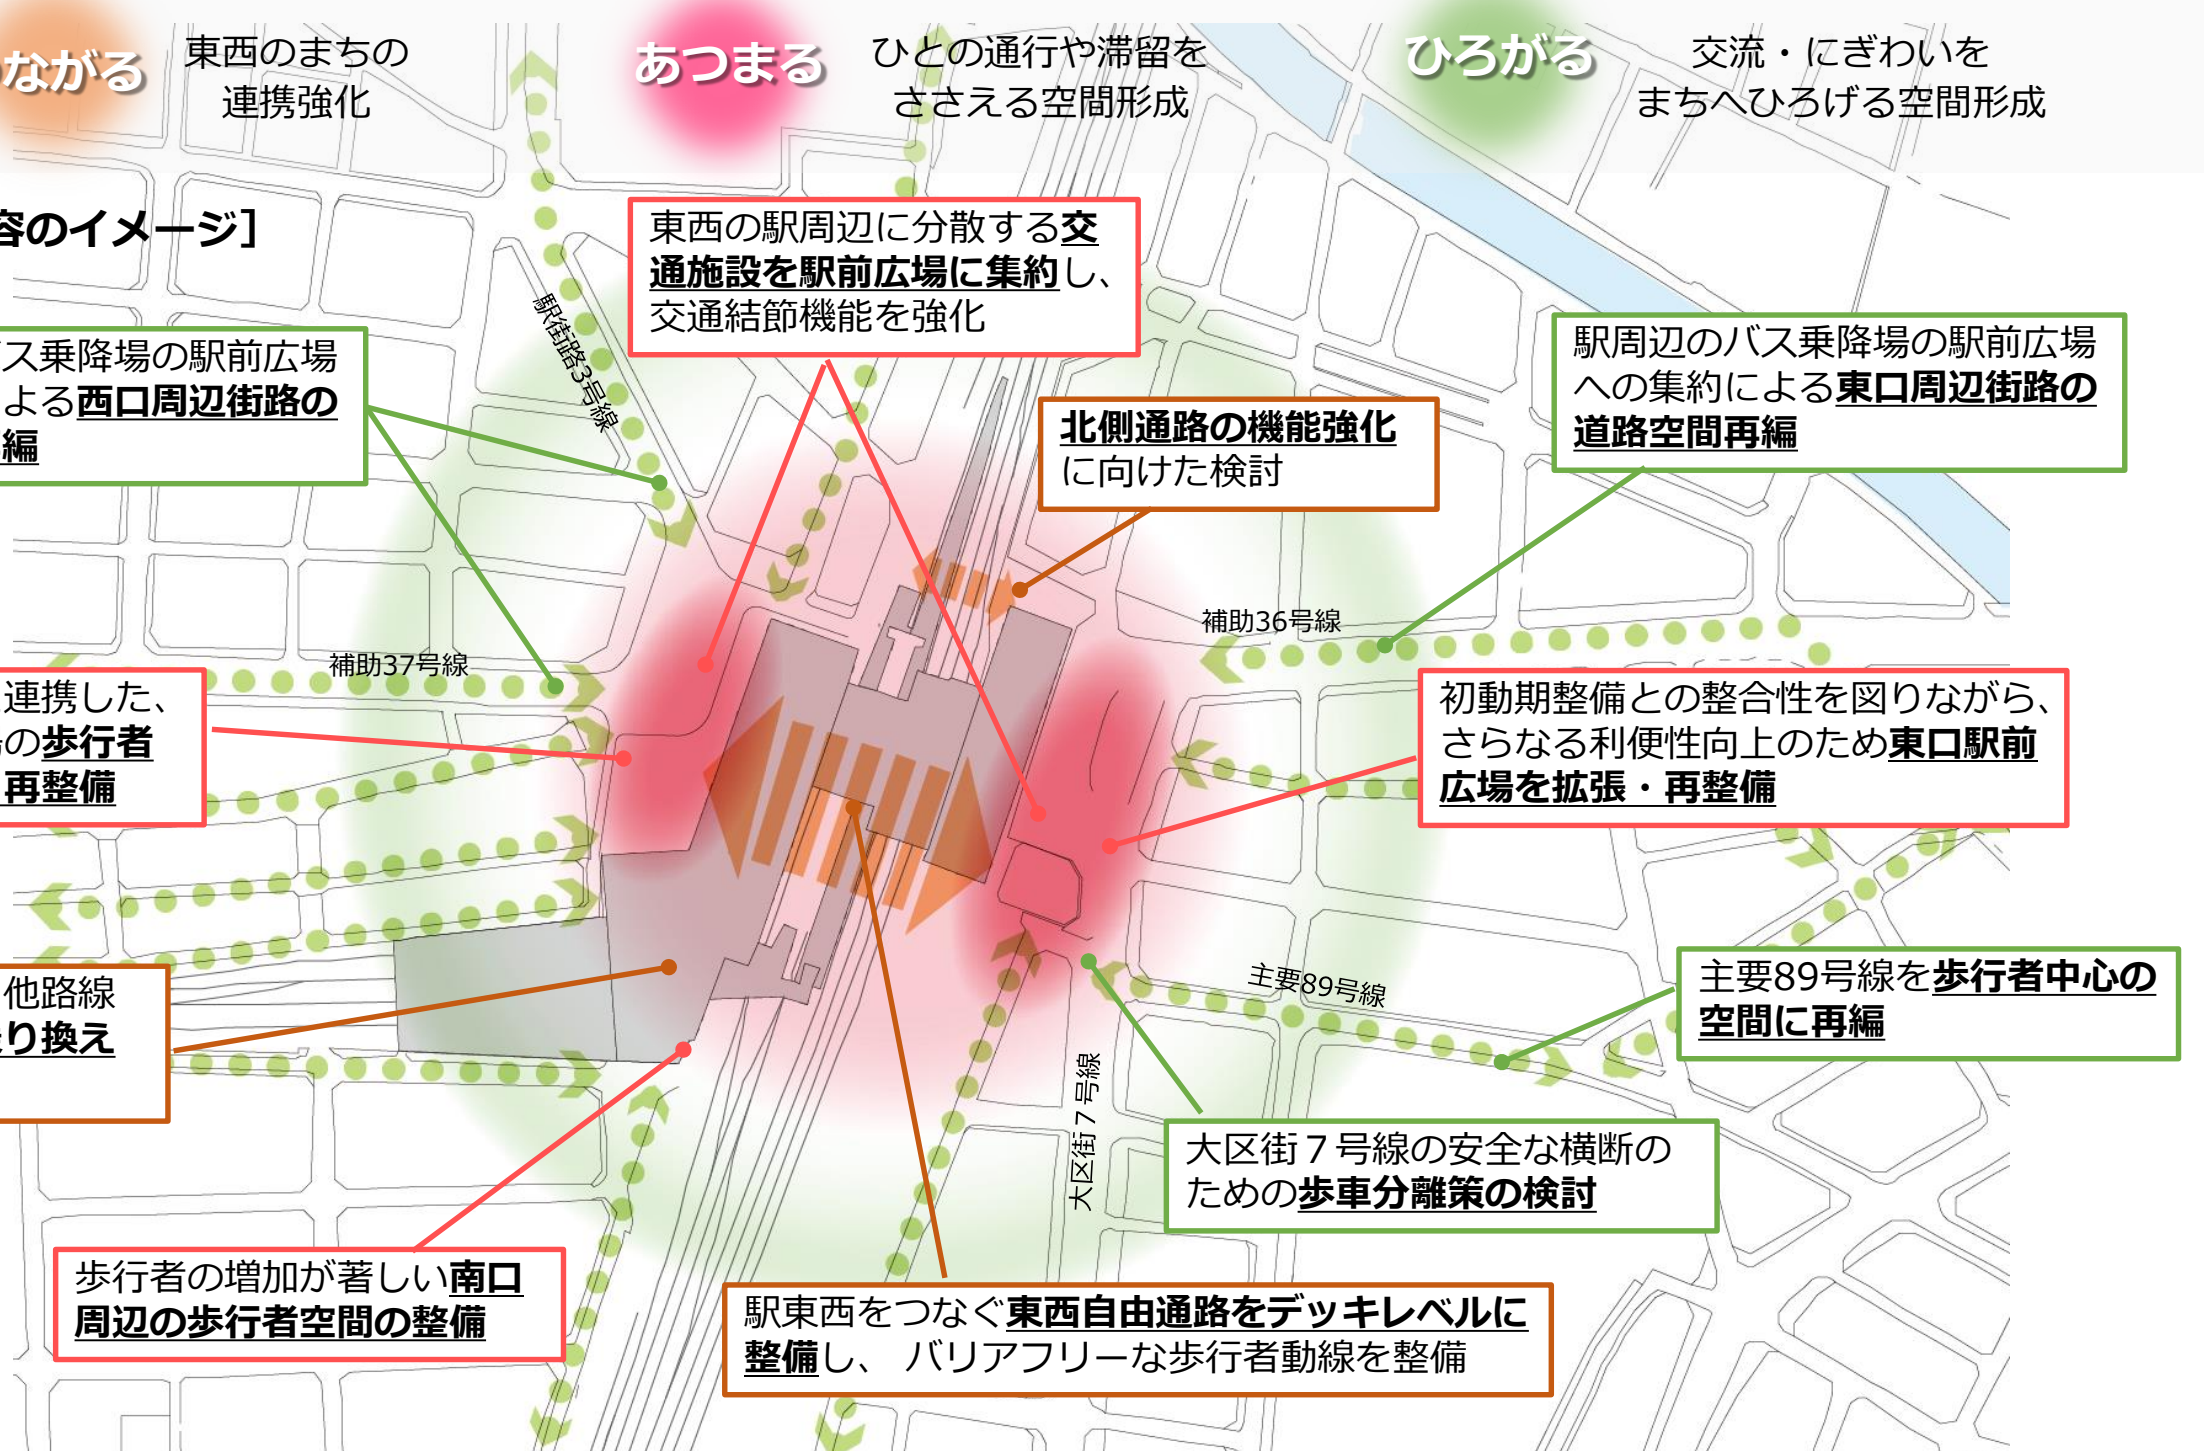 ながる
東西のまちの
連携強化
あつまる
ひとの通行や滞留を
ささえる空間形成
ひろがる
交流・にぎわいを
まちへひろげる空間形成
容のイメージ］
東西の駅周辺に分散する交
通施設を駅前広場に集約し、
交通結節機能を強化
駅街路3号線
ス乗降場の駅前広場
よる西口周辺街路の
編
北側通路の機能強化
に向けた検討
駅周辺のバス乗降場の駅前広場
への集約による東口周辺街路の
道路空間再編
補助36号線
補助37号線
連携した、
の歩行者
再整備
初動期整備との整合性を図りながら、
さらなる利便性向上のため東口駅前
広場を拡張・再整備
他路線
り換え
主要89号線
主要89号線を歩行者中心の
空間に再編
大区街７号線
大区街７号線の安全な横断の
ための歩車分離策の検討
歩行者の増加が著しい南口
周辺の歩行者空間の整備
駅東西をつなぐ東西自由通路をデッキレベルに
整備し、 バリアフリーな歩行者動線を整備